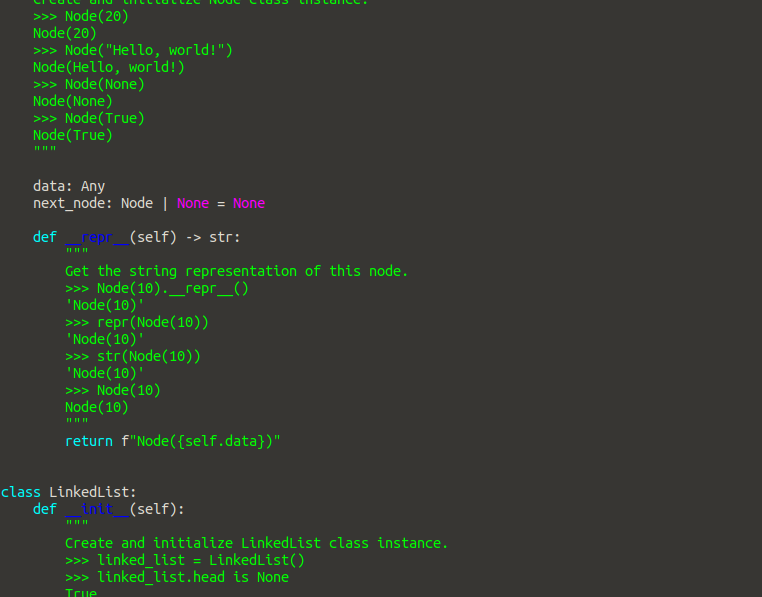 Create and initialize Node class instance.
>>> Node(20)
Node(20)
>>> Node("Hello, world!")
Node(Hello, world!)
>>> Node(None)
Node(None)
>>> Node(True)
Node(True)
"""
data: Any
next_node: Node | None = None
def __repr__(self) -> str:
"""
Get the string representation of this node.
>>> Node(10).__repr__()
'Node(10)'
>>> repr(Node(10))
'Node(10)'
>>> str(Node(10))
'Node(10)'
>>> Node(10)
Node(10)
"""
return f"Node({self.data})"
class LinkedList:
def __init__(self):
"""
Create and initialize LinkedList class instance.
>>> linked_list = LinkedList()
>>> linked_list.head is None
True